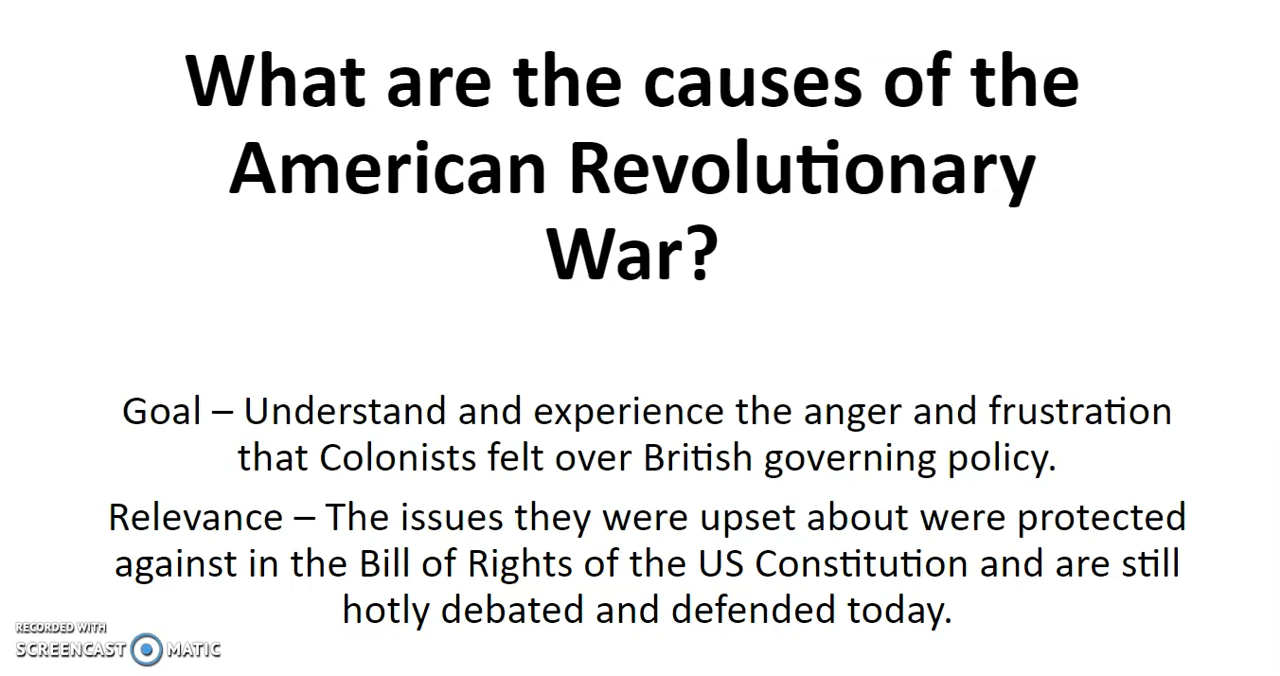 What are the causes of the
American Revolutionary
War?
Goal – Understand and experience the anger and frustration
that Colonists felt over British governing policy.
Relevance – The issues they were upset about were protected
against in the Bill of Rights of the US Constitution and are still
hotly debated and defended today.
RECORDED WITH
SCREENCAST MATIC